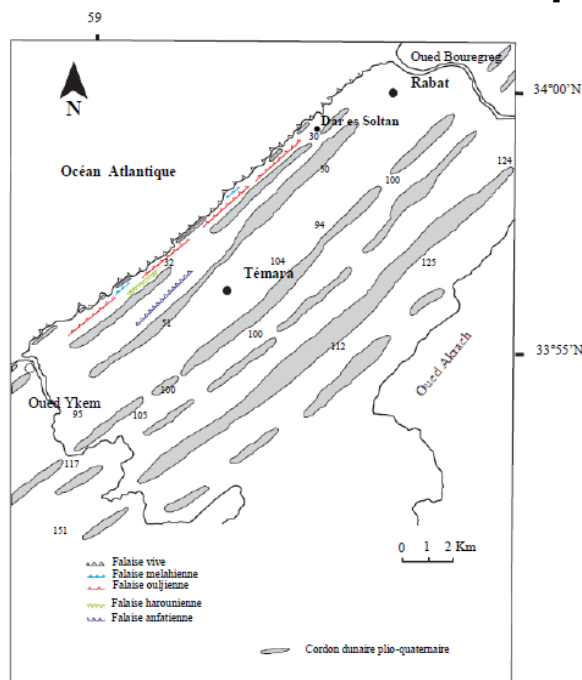 59
Oued Bouregreg
Rabat
34°00’N
Dar es Soltan
30
Océan Atlantique
N
50
100
124
94
32
104
125
Témara
51
100
112
33°55’N
Oued Akrach
100
Oued Ykem
95
105
117
151
0 1 2 Km
Falaise vive
Falaise melahienne
Falaise ouljienne
Falaise harounienne
Falaise anfatienne
Cordon dunaire plio-quaternaire